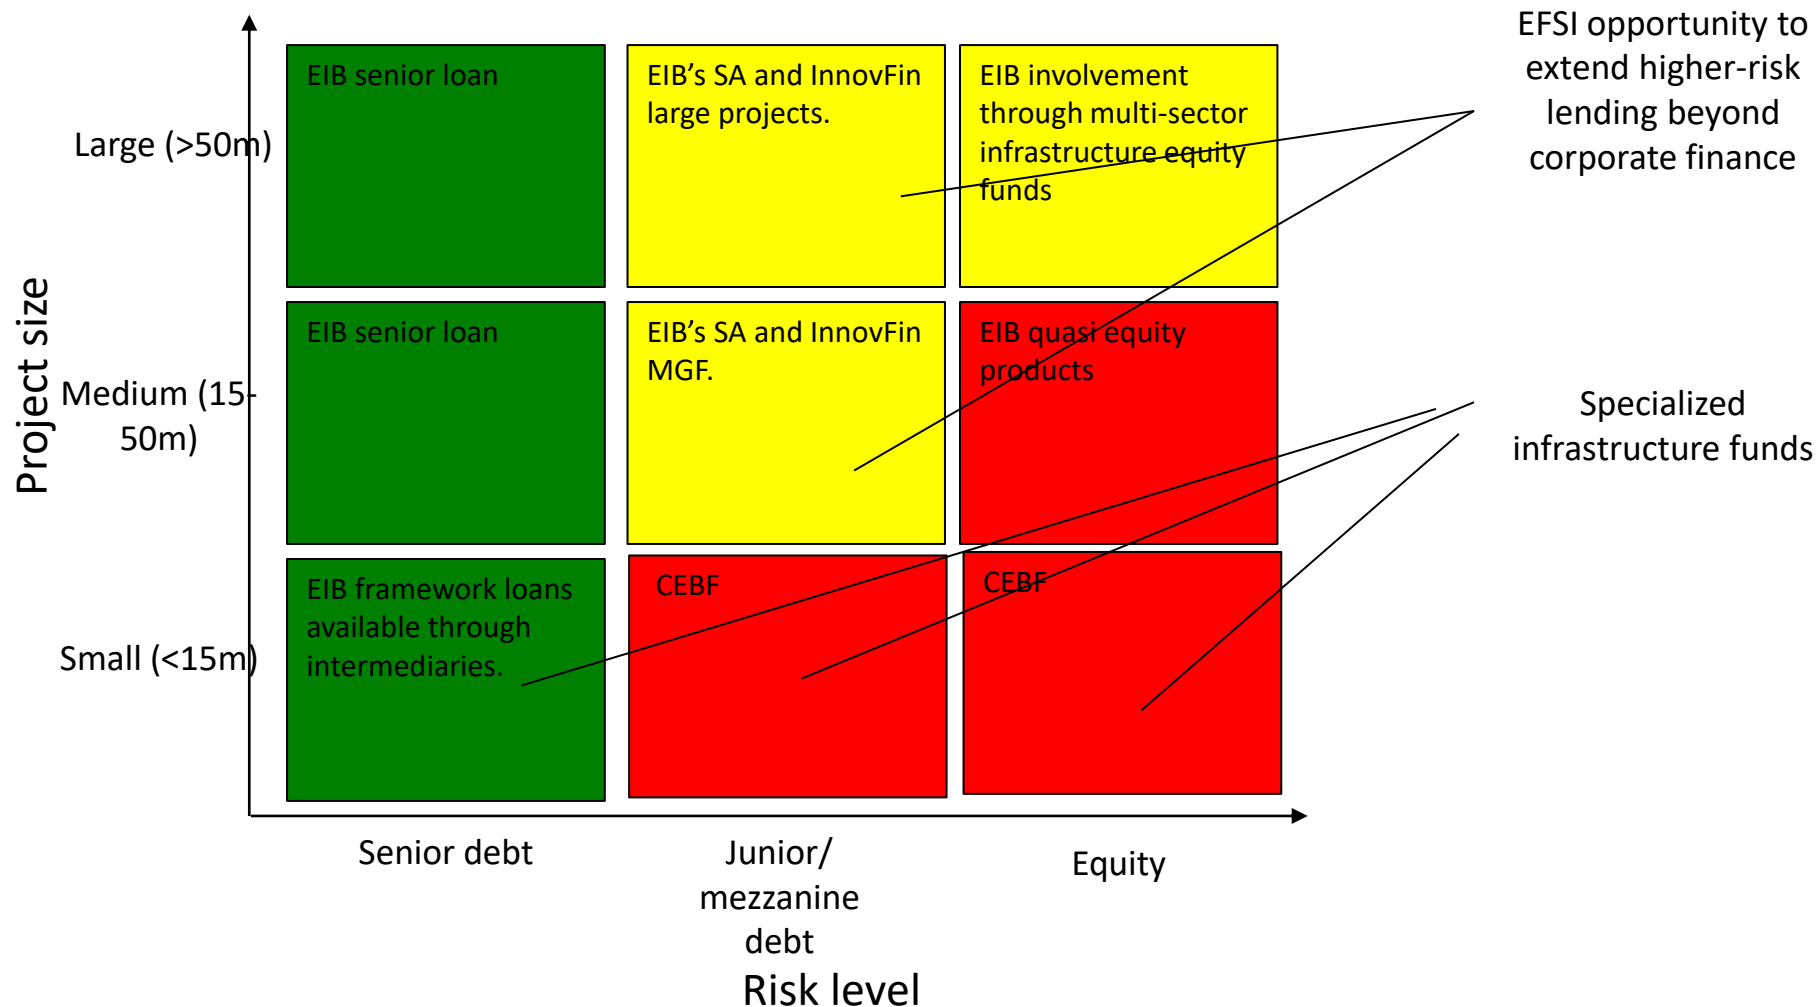 EFSI opportunity to
extend higher-risk
lending beyond
corporate finance
EIB senior loan
EIB’s SA and InnovFin
large projects.
EIB involvement
through multi-sector
infrastructure equity
funds
Large (>50m)
Project size
EIB senior loan
EIB’s SA and InnovFin
MGF.
EIB quasi equity
products
Medium (15-
50m)
Specialized
infrastructure funds
EIB framework loans
available through
intermediaries.
CEBF
CEBF
Small (<15m)
Senior debt
Junior/
mezzanine
debt
Equity
Risk level